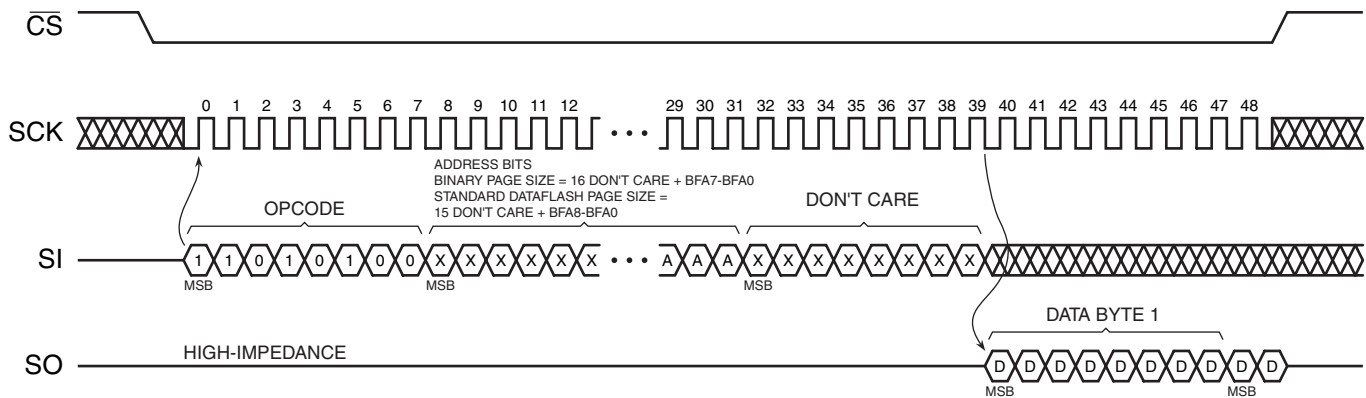 CS
0 1 2 3 4 5 6 7 8 9 10 11 12 29 30 31 32 33 34 35 36 37 38 39 40 41 42 43 44 45 46 47 48
SCK
ADDRESS BITS
BINARY PAGE SIZE = 16 DON'T CARE + BFA7-BFA0
STANDARD DATAFLASH PAGE SIZE =
15 DON'T CARE + BFA8-BFA0
OPCODE
DON'T CARE
SI 1 1 0 1 0 1 0 0 X X X X X X A A A X X X X X X X X
MSB MSB MSB
DATA BYTE 1
HIGH-IMPEDANCE
SO D D D D D D D D D D
MSB MSB